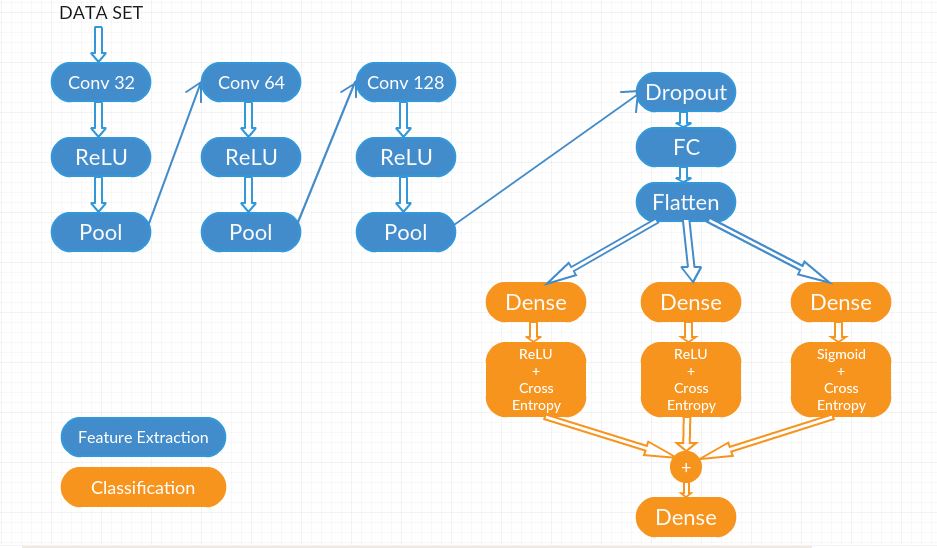 DATA SET
Conv 32
ReLU
Pool
Conv 64
ReLU
Pool
Conv 128
ReLU
Pool
Dropout
FC
Flatten
Dense
ReLU
+
Cross
Entropy
Dense
ReLU
+
Cross
Entropy
Dense
Sigmoid
+
Cross
Entropy
+
Dense
Feature Extraction
Classification